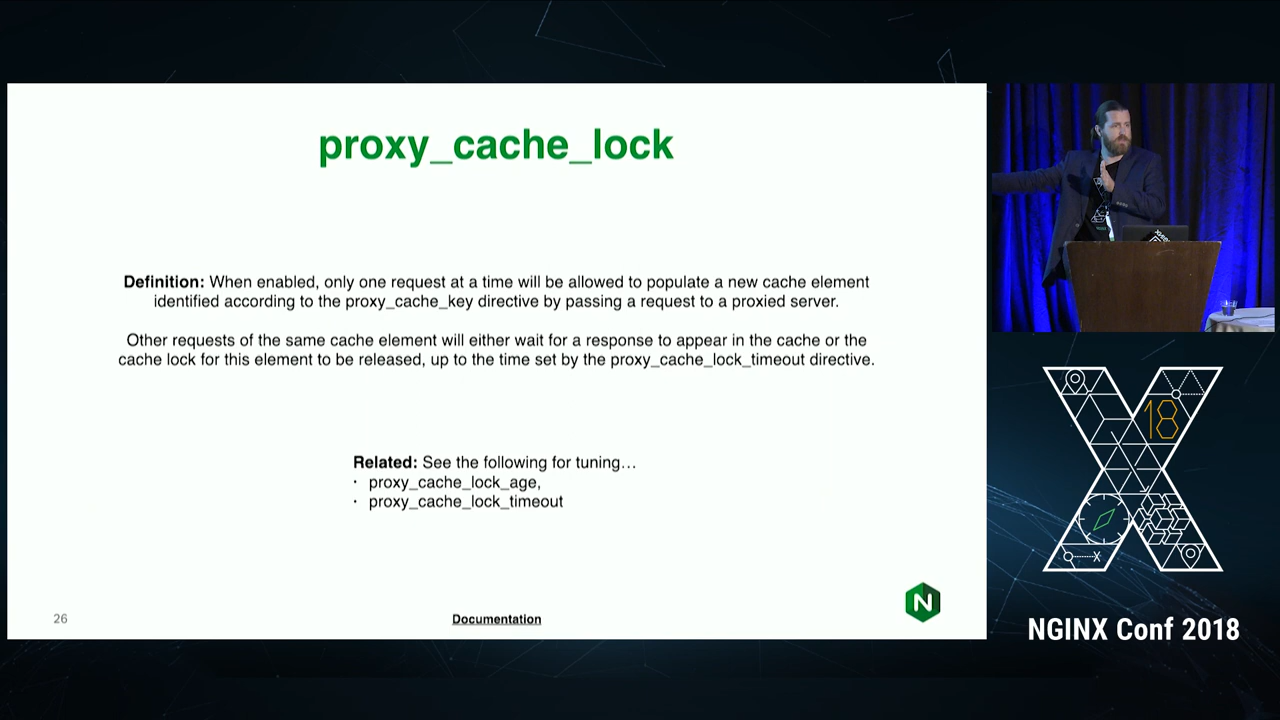 proxy_cache_lock
Definition: When enabled, only one request at a time will be allowed to populate a new cache element
identified according to the proxy_cache_key directive by passing a request to a proxied server.
Other requests of the same cache element will either wait for a response to appear in the cache or the
cache lock for this element to be released, up to the time set by the proxy_cache_lock_timeout directive.
Related: See the following for tuning…
· proxy_cache_lock_age,
· proxy_cache_lock_timeout
26
Documentation
N
18
NGINX Conf 2018